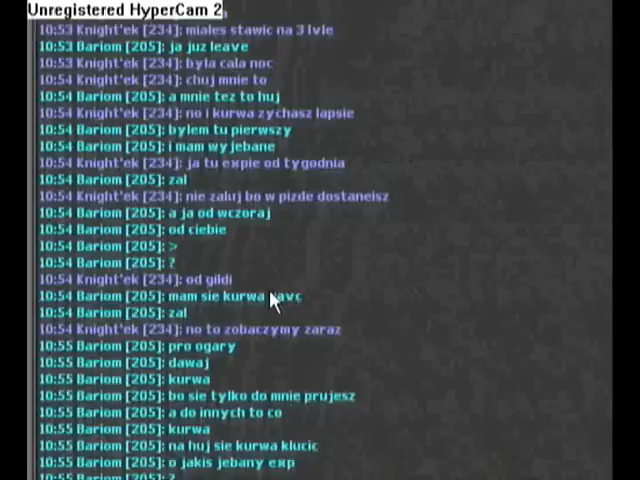 Unregistered HyperCam 2
10:53 Knight'ek [234]: miales stawic na 3 lvle
10:53 Bariom [205]: ja juz leave
10:53 Knight'ek [234]: byla cala noc
10:54 Knight'ek [234]: chuj mnie to
10:54 Bariom [205]: a mnie tez to huj
10:54 Knight'ek [234]: no i kurwa zychasz lapsie
10:54 Bariom [205]: bylem tu pierwszy
10:54 Bariom [205]: i mam wyjebane
10:54 Knight'ek [234]: ja tu expie od tygodnia
10:54 Bariom [205]: zal
10:54 Knight'ek [234]: nie zaluj bo w pizde dostaneisz
10:54 Bariom [205]: a ja od wczoraj
10:54 Bariom [205]: od ciebie
10:54 Bariom [205]: >
10:54 Bariom [205]: ?
10:54 Knight'ek [234]: od gildi
10:54 Bariom [205]: mam sie kurwa
10:54 Bariom [205]: zal
10:54 Knight'ek [234]: no to zobaczymy zaraz
10:55 Bariom [205]: pro ogary
10:55 Bariom [205]: dawaj
10:55 Bariom [205]: kurwa
10:55 Bariom [205]: bo sie tylko do mnie prujesz
10:55 Bariom [205]: a do innych to co
10:55 Bariom [205]: kurwa
10:55 Bariom [205]: na huj sie kurwa klucic
10:55 Bariom [205]: o jakis jebany exp
10:55 Bariom [205]: ?